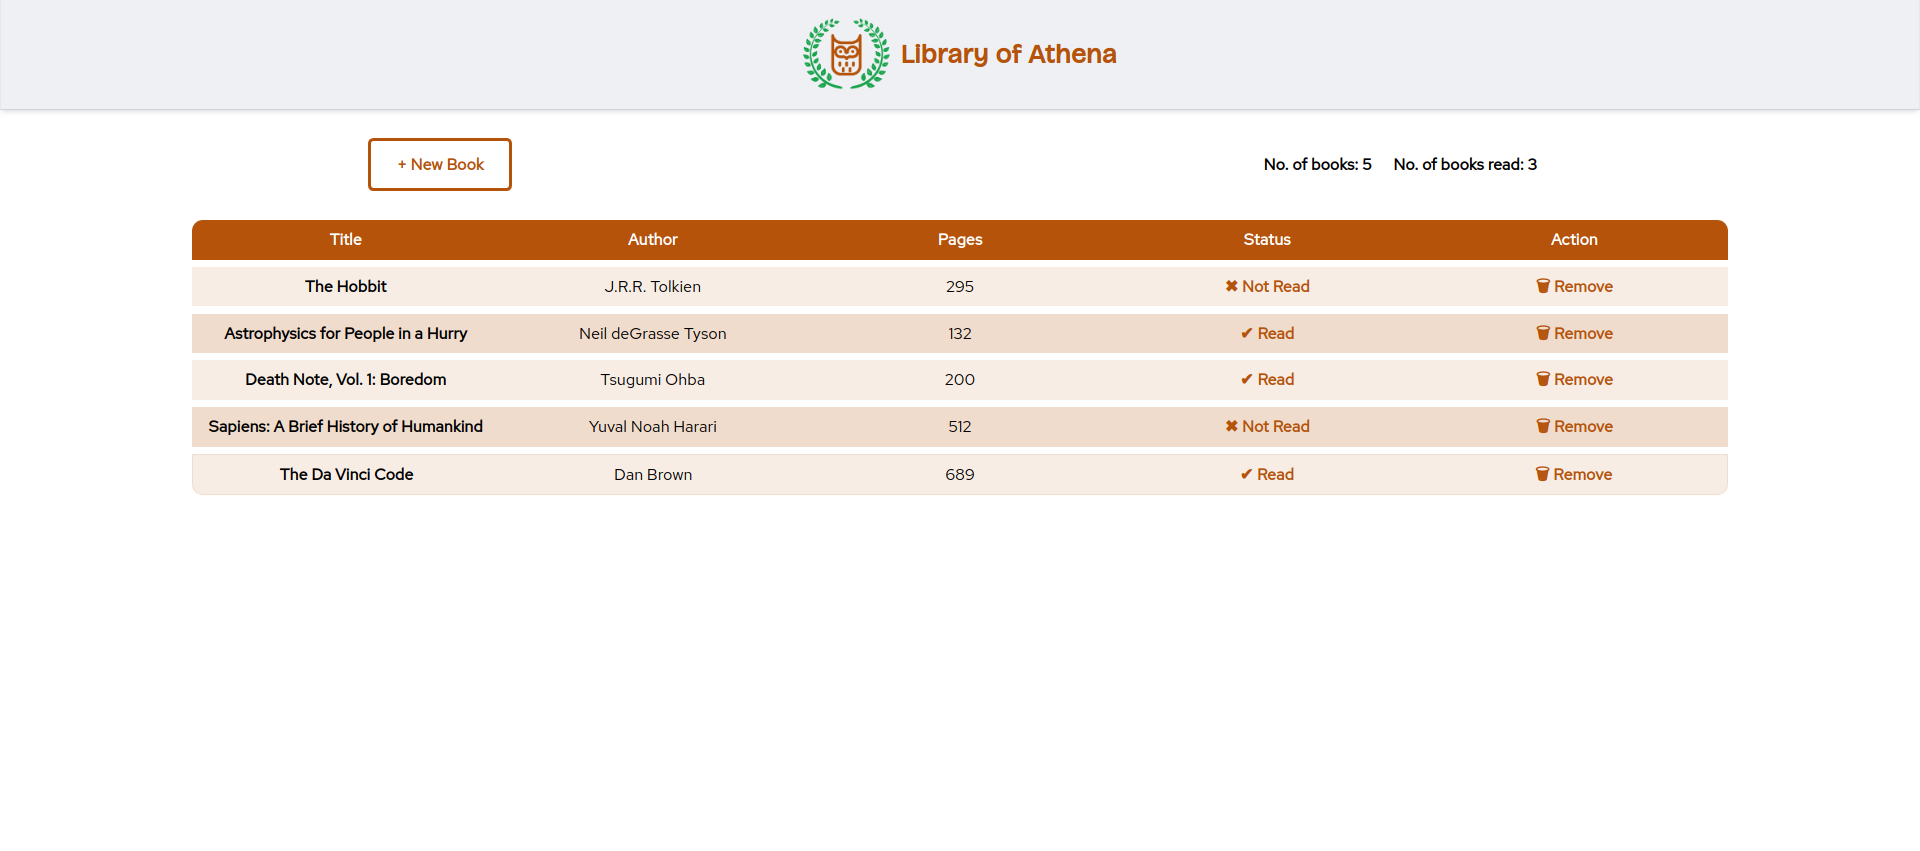 Library of Athena
+ New Book
No. of books: 5 No. of books read: 3
Title Author Pages Status Action
The Hobbit J.R.R. Tolkien 295 ✖ Not Read Remove
Astrophysics for People in a Hurry Neil deGrasse Tyson 132 ✔ Read Remove
Death Note, Vol. 1: Boredom Tsugumi Ohba 200 ✔ Read Remove
Sapiens: A Brief History of Humankind Yuval Noah Harari 512 ✖ Not Read Remove
The Da Vinci Code Dan Brown 689 ✔ Read Remove